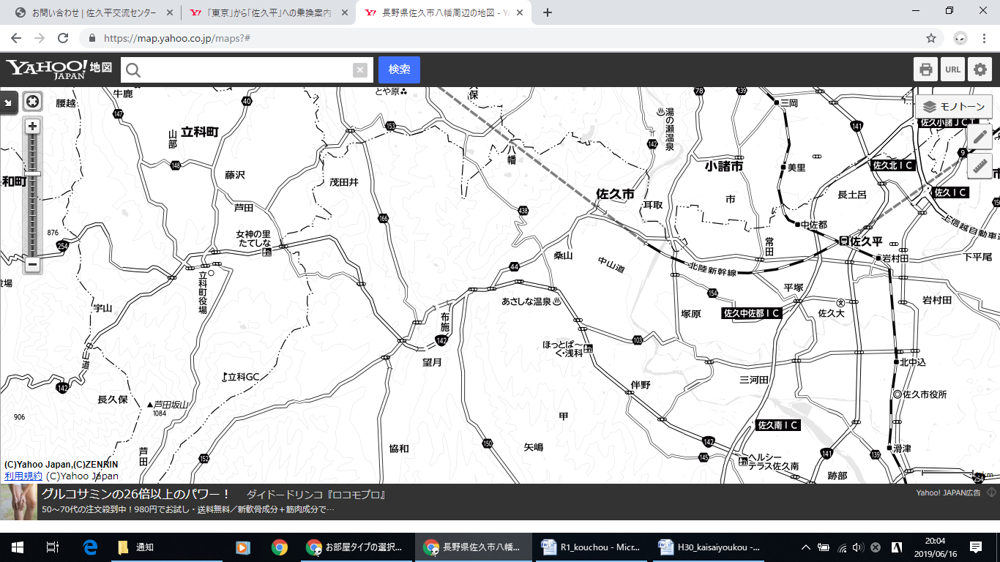 お問い合わせ | 佐久平交流センター
「東京」から「佐久平」への乗換案内
長野県佐久市八幡周辺の地図 - Ya
https://map.yahoo.co.jp/maps?#
YAHOO! JAPAN 地図
検索
URL
モノトーン
牛鹿
とや原
保
腰越
147
40
153
78
139
三岡
湯の瀬温泉
141
佐久小諸JCT
山部
立科町
142
幡
9
148
藤沢
茂田井
小諸市
美里
佐久北IC
和町
佐久市
耳取
市
長土呂
佐久IC
芦田
438
166
中佐都
上信越自動車道
876
254
女神の里
たてしな
常田
佐久平
桑山
中山道
44
北陸新幹線
岩村田
下平尾
役場
立科町役場
あさしな温泉
154
平塚
宇山
布施
塚原
佐久中佐都IC
佐久大
岩村田
142
ほっとぱ～
く・浅科
103
山道
望月
北中込
立科GC
伴野
三河田
142
長久保
芦田坂山
1084
佐久市役所
906
甲
佐久南IC
芦田
協和
150
矢嶋
142
滑津
152
145
ヘルシー
テラス佐久南
141
139
跡部
254
km
(C)Yahoo Japan,(C)ZENRIN
利用規約 (C)Yahoo Japan
グルコサミンの26倍以上のパワー！ ダイドードリンコ『ロコモプロ』
50～70代の注文殺到中！980円でお試し・送料無料／新軟骨成分＋筋肉成分で…
Yahoo! JAPAN広告
通知
お部屋タイプの選択...
長野県佐久市八幡...
R1_kouchou - Micr...
H30_kaisaiyoukou -...
A
20:04
2019/06/16